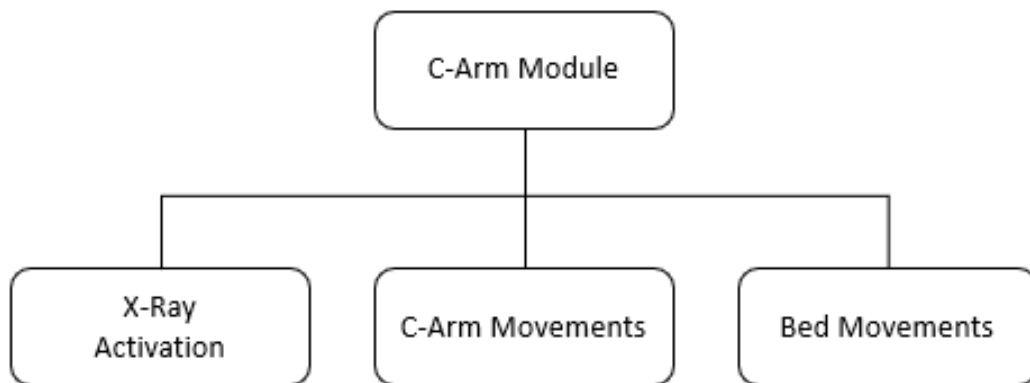 C-Arm Module
X-Ray
Activation
C-Arm Movements
Bed Movements